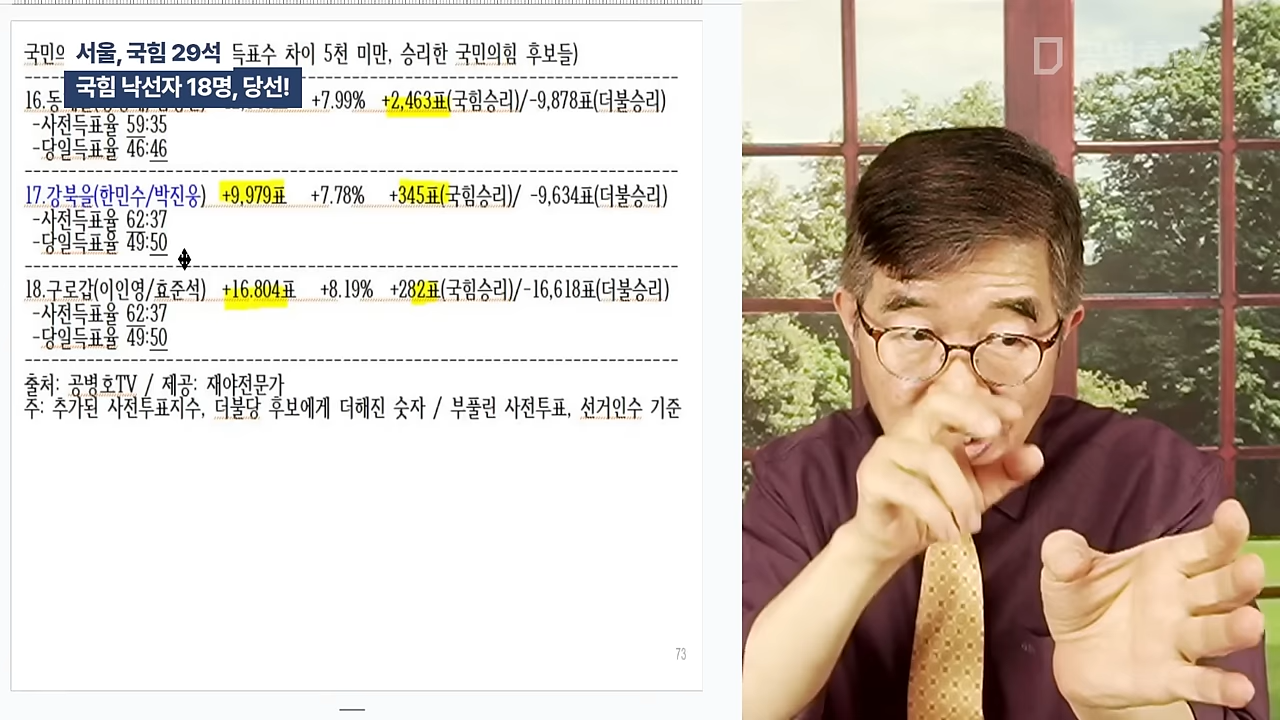 서울, 국힘 29석
국힘 낙선자 18명, 당선!
국민의 득표수 차이 5천 미만, 승리한 국민의힘 후보들)
16.동 +7.99% +2,463표(국힘승리)/-9,878표(더불승리)
-사전득표율 59:35
-당일득표율 46:46
17.강북을(한민수/박진웅) +9,979표 +7.78% +345표(국힘승리)/ -9,634표(더불승리)
-사전득표율 62:37
-당일득표율 49:50
18.구로갑(이인영/호준석) +16,804표 +8.19% +282표(국힘승리)/-16,618표(더불승리)
-사전득표율 62:37
-당일득표율 49:50
출처: 공병호TV / 제공: 재야전문가
주: 추가된 사전투표지수, 더불당 후보에게 더해진 숫자 / 부풀린 사전투표, 선거인수 기준
73